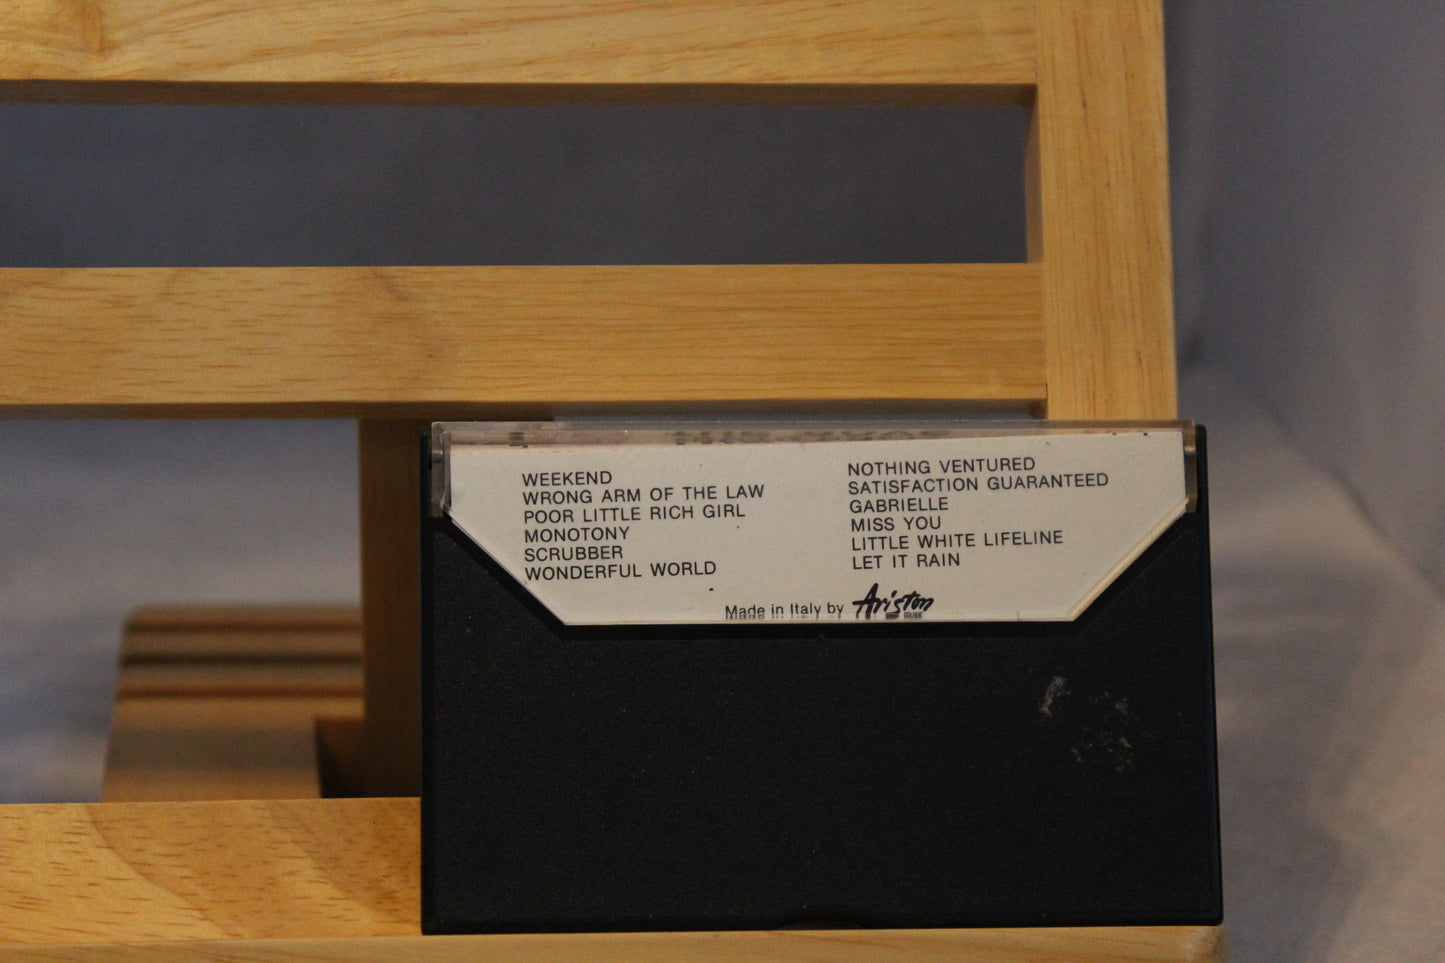 WEEKEND
WRONG ARM OF THE LAW
POOR LITTLE RICH GIRL
MONOTONY
SCRUBBER
WONDERFUL WORLD
NOTHING VENTURED
SATISFACTION GUARANTEED
GABRIELLE
MISS YOU
LITTLE WHITE LIFELINE
LET IT RAIN
Made in Italy by Ariston